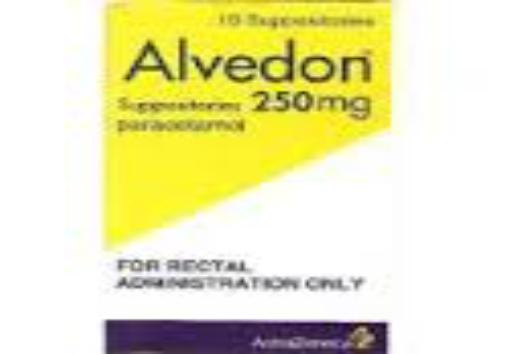 10 Suppositories
Alvedon
Suppositories 250mg
paracetamol
FOR RECTAL
ADMINISTRATION ONLY
AstraZeneca